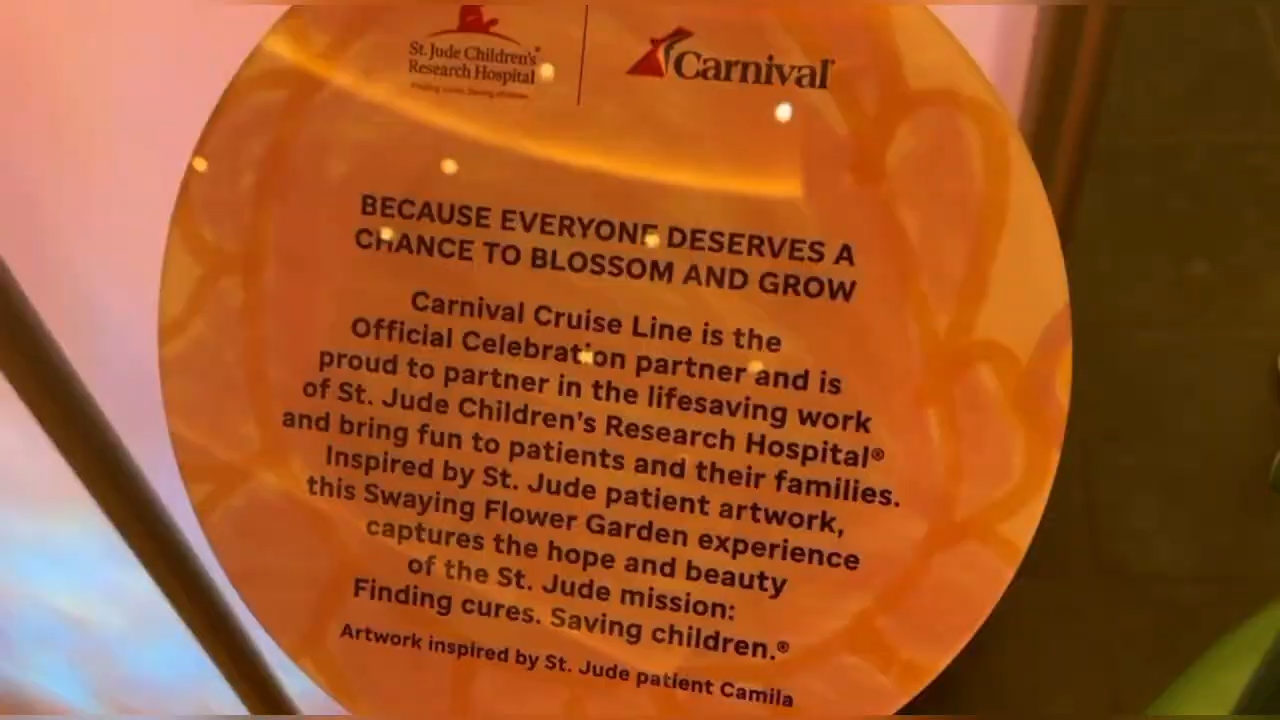 St. Jude Children's®
Research Hospital
Finding cures. Saving children.
Carnival®
BECAUSE EVERYONE DESERVES A
CHANCE TO BLOSSOM AND GROW
Carnival Cruise Line is the
Official Celebration partner and is
proud to partner in the lifesaving work
of St. Jude Children's Research Hospital®
and bring fun to patients and their families.
Inspired by St. Jude patient artwork,
this Swaying Flower Garden experience
captures the hope and beauty
of the St. Jude mission:
Finding cures. Saving children.®
Artwork inspired by St. Jude patient Camila